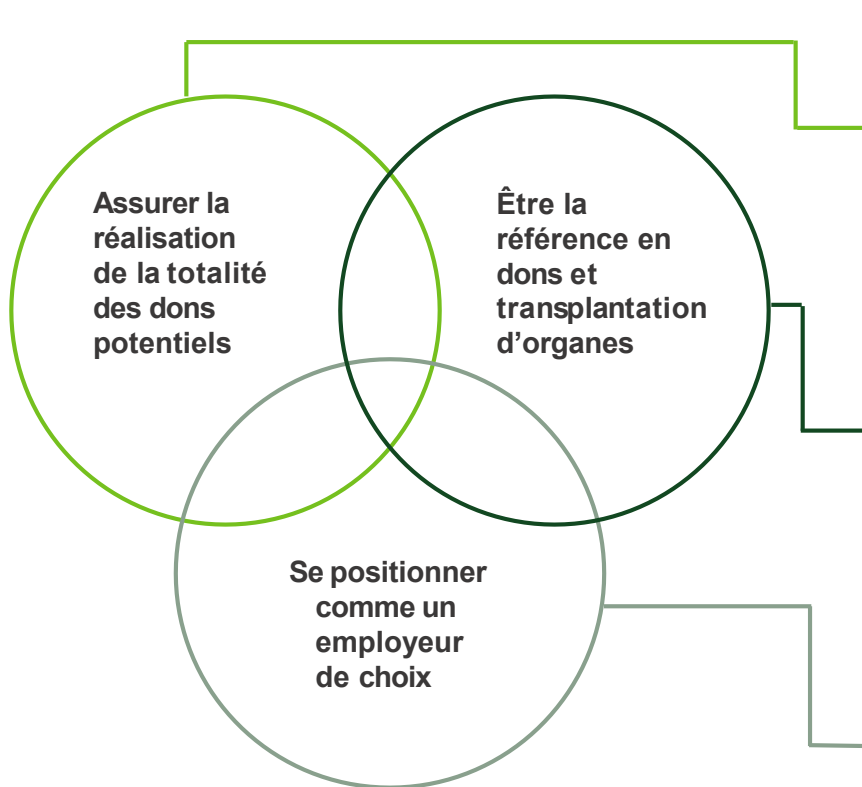 Assurer la
réalisation
de la totalité
des dons
potentiels
Être la
référence en
dons et
transplantation
d’organes
Se positionner
comme un
employeur
de choix